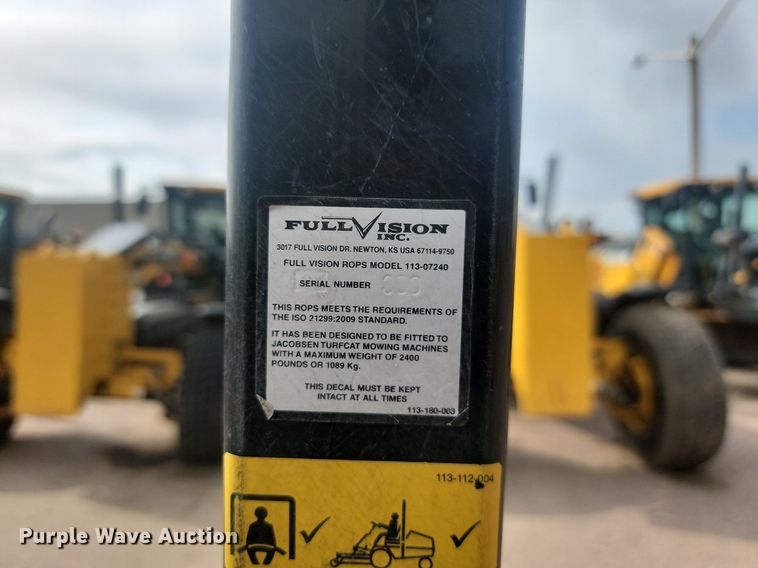 FULL VISION
INC.
3017 FULL VISION DR. NEWTON, KS USA 67114-9750
FULL VISION ROPS MODEL 113-07240
SERIAL NUMBER
THIS ROPS MEETS THE REQUIREMENTS OF
THE ISO 21299:2009 STANDARD.
IT HAS BEEN DESIGNED TO BE FITTED TO
JACOBSEN TURFCAT MOWING MACHINES
WITH A MAXIMUM WEIGHT OF 2400
POUNDS OR 1089 Kg.
THIS DECAL MUST BE KEPT
INTACT AT ALL TIMES
113-180-003
113-112-004
Purple Wave Auction